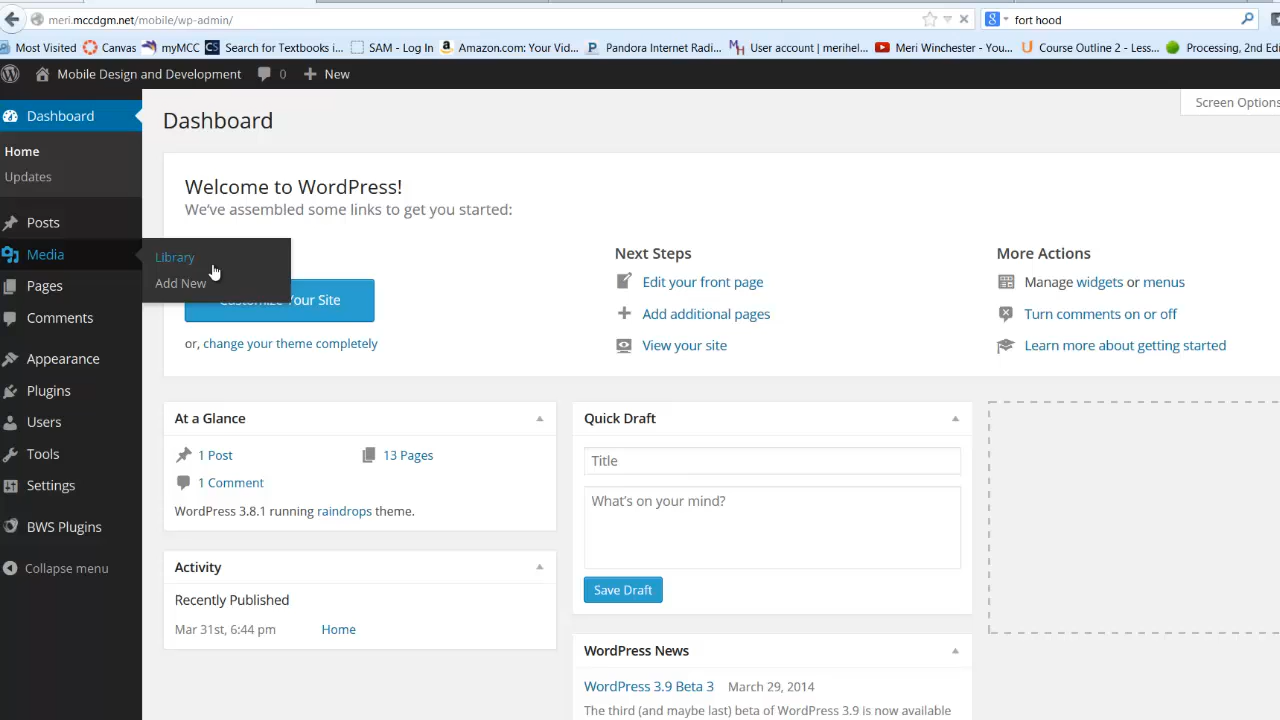 meri.mccdgm.net/mobile/wp-admin/
fort hood
Most Visited Canvas myMCC Search for Textbooks i... SAM - Log In Amazon.com: Your Vid... Pandora Internet Radi... User account | merihel... Meri Winchester - You... Course Outline 2 - Less... Processing, 2nd Edi
Mobile Design and Development 0 New
Dashboard
Home
Updates
Posts
Media
Pages
Comments
Appearance
Plugins
Users
Tools
Settings
BWS Plugins
Collapse menu
Library
Add New
Screen Options
Dashboard
Welcome to WordPress!
We've assembled some links to get you started:
Customize Your Site
or, change your theme completely
Next Steps
Edit your front page
Add additional pages
View your site
More Actions
Manage widgets or menus
Turn comments on or off
Learn more about getting started
At a Glance
1 Post 13 Pages
1 Comment
WordPress 3.8.1 running raindrops theme.
Activity
Recently Published
Mar 31st, 6:44 pm Home
Quick Draft
Title
What's on your mind?
Save Draft
WordPress News
WordPress 3.9 Beta 3 March 29, 2014
The third (and maybe last) beta of WordPress 3.9 is now available